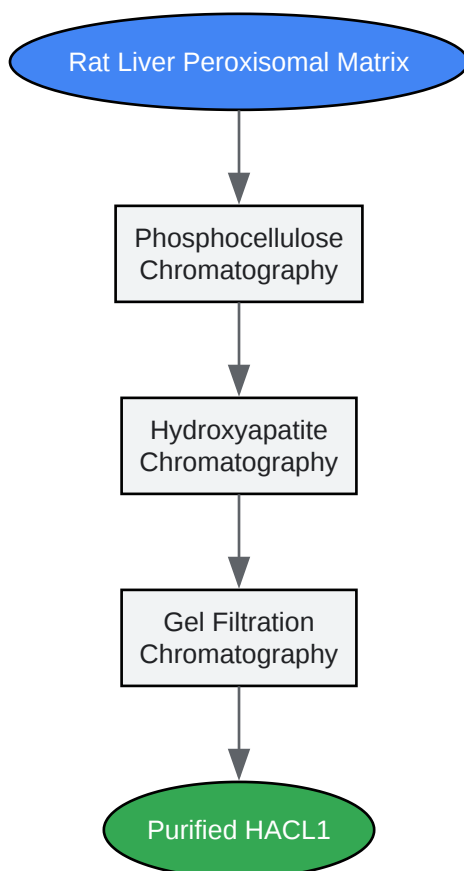 Rat Liver Peroxisomal Matrix
Phosphocellulose
Chromatography
Hydroxyapatite
Chromatography
Gel Filtration
Chromatography
Purified HACL1